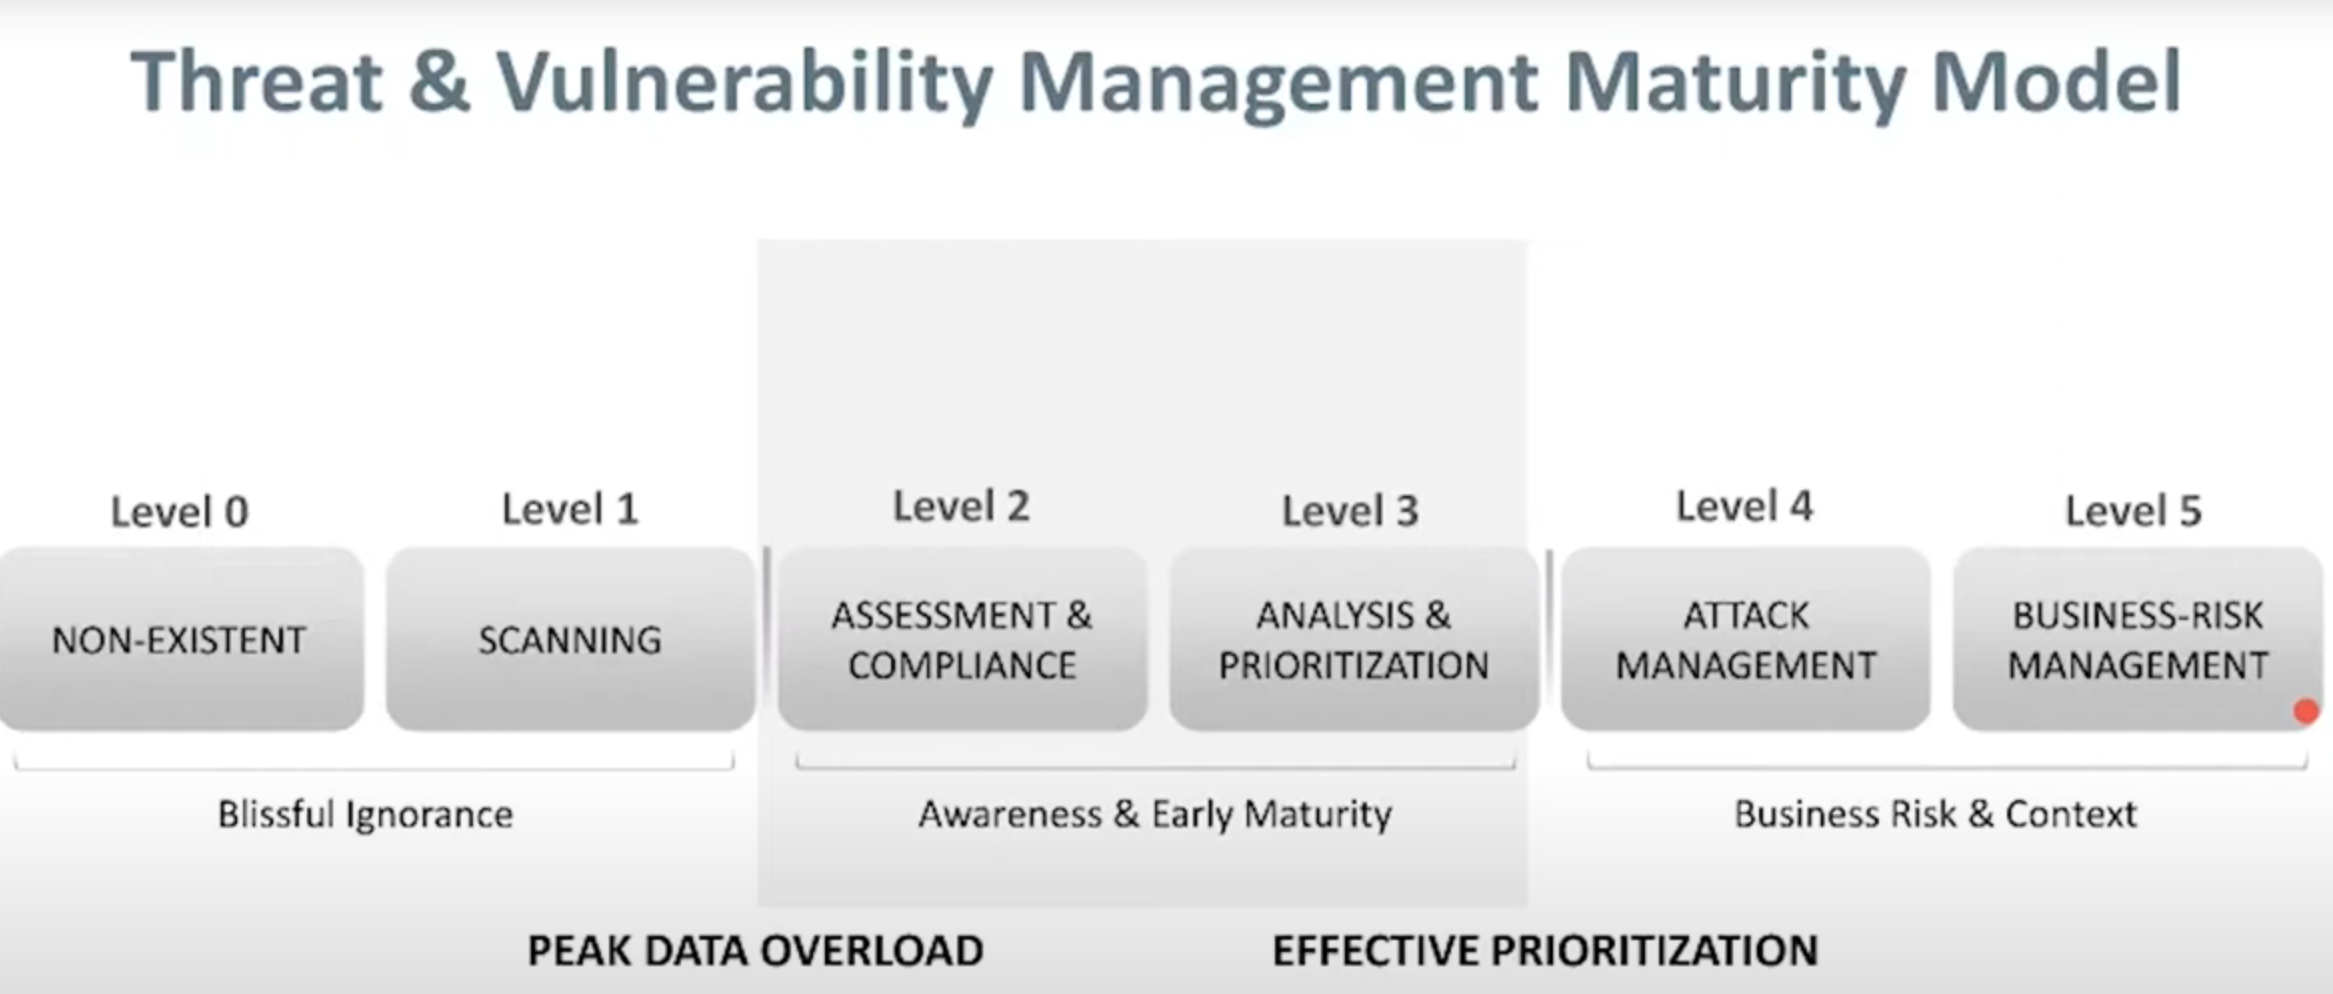 Threat & Vulnerability Management Maturity Model
Level 0
Level 1
Level 2
Level 3
Level 4
Level 5
NON-EXISTENT
SCANNING
ASSESSMENT &
COMPLIANCE
ANALYSIS &
PRIORITIZATION
ATTACK
MANAGEMENT
BUSINESS-RISK
MANAGEMENT
Blissful Ignorance
Awareness & Early Maturity
Business Risk & Context
PEAK DATA OVERLOAD
EFFECTIVE PRIORITIZATION